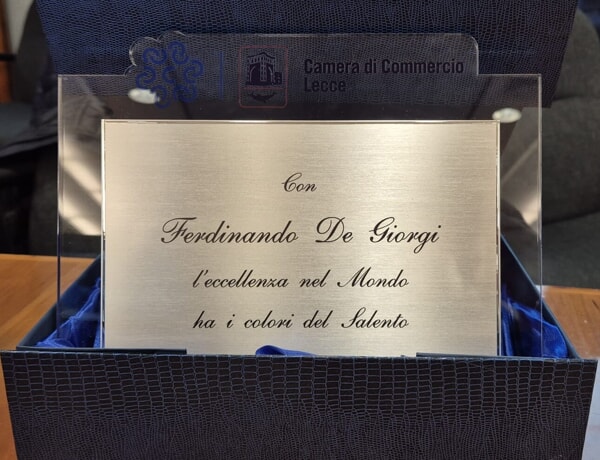 Camera di Commercio
Lecce
Con
Ferdinando De Giorgi
l'eccellenza nel Mondo
ha i colori del Salento